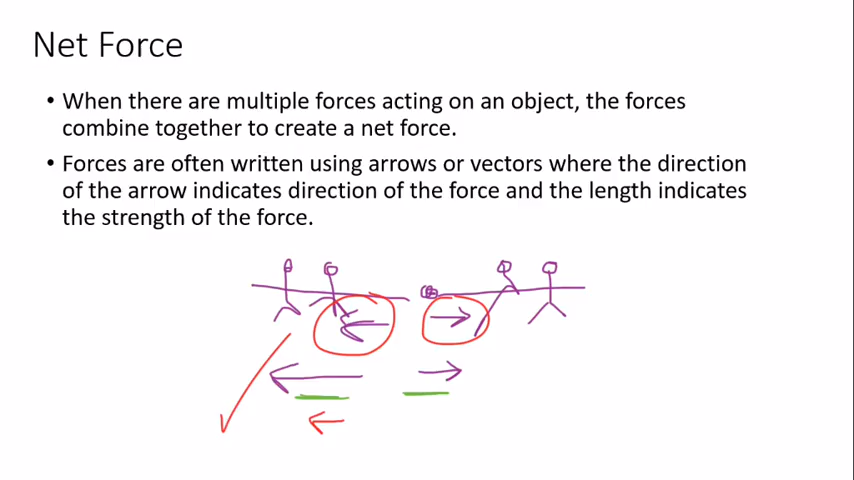 Net Force
• When there are multiple forces acting on an object, the forces
combine together to create a net force.
• Forces are often written using arrows or vectors where the direction
of the arrow indicates direction of the force and the length indicates
the strength of the force.